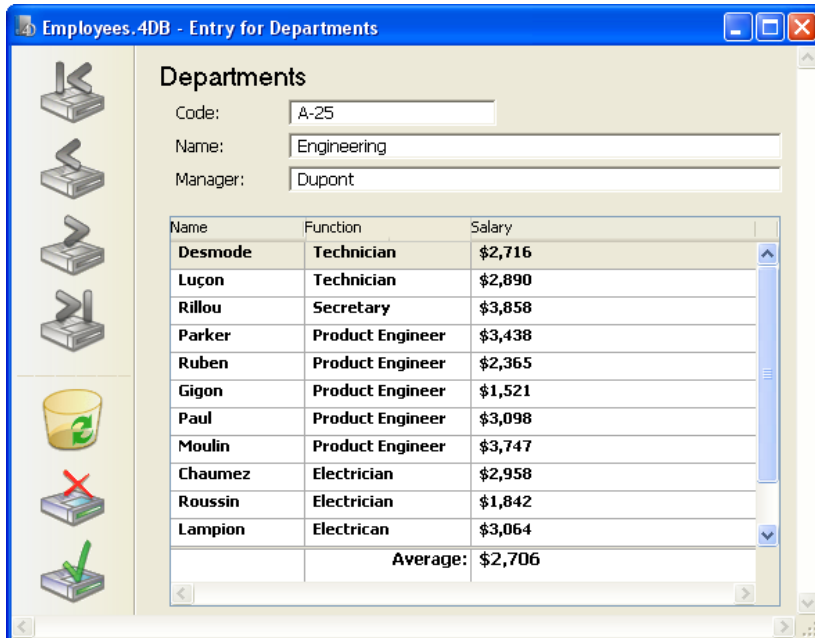 Employees.4DB - Entry for Departments
Departments
Code: A-25
Name: Engineering
Manager: Dupont
Name Function Salary
Desmode Technician $2,716
Luçon Technician $2,890
Rillou Secretary $3,858
Parker Product Engineer $3,438
Ruben Product Engineer $2,365
Gigon Product Engineer $1,521
Paul Product Engineer $3,098
Moulin Product Engineer $3,747
Chaumez Electrician $2,958
Roussin Electrician $1,842
Lampion Electrican $3,064
Average: $2,706